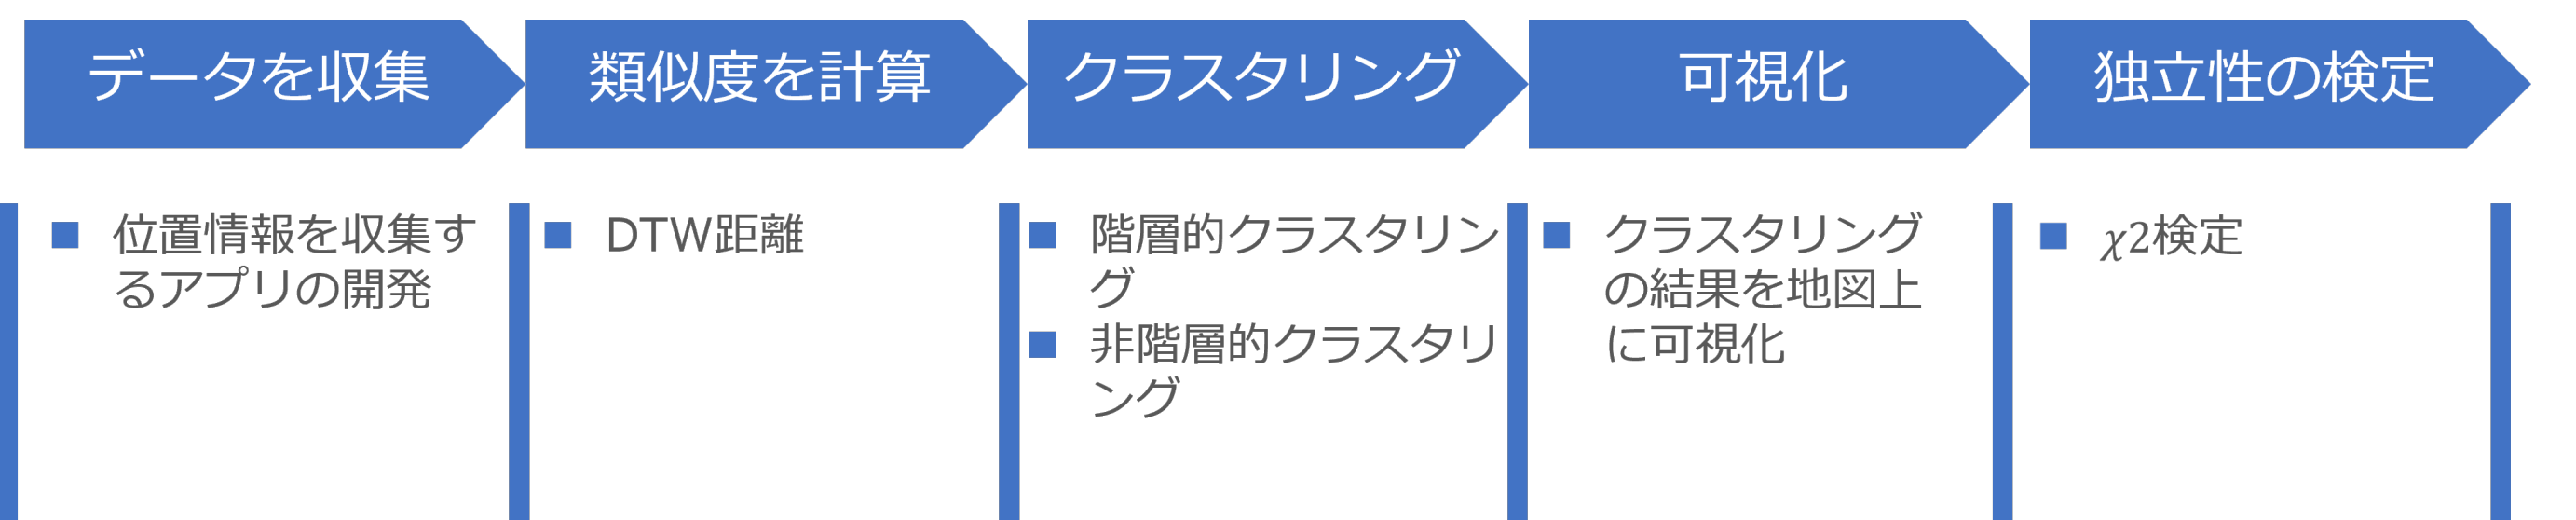 データを収集
類似度を計算
クラスタリング
可視化
独立性の検定
位置情報を収集す
るアプリの開発
DTW距離
階層的クラスタリン
グ
非階層的クラスタリ
ング
クラスタリング
の結果を地図上
に可視化
χ2検定